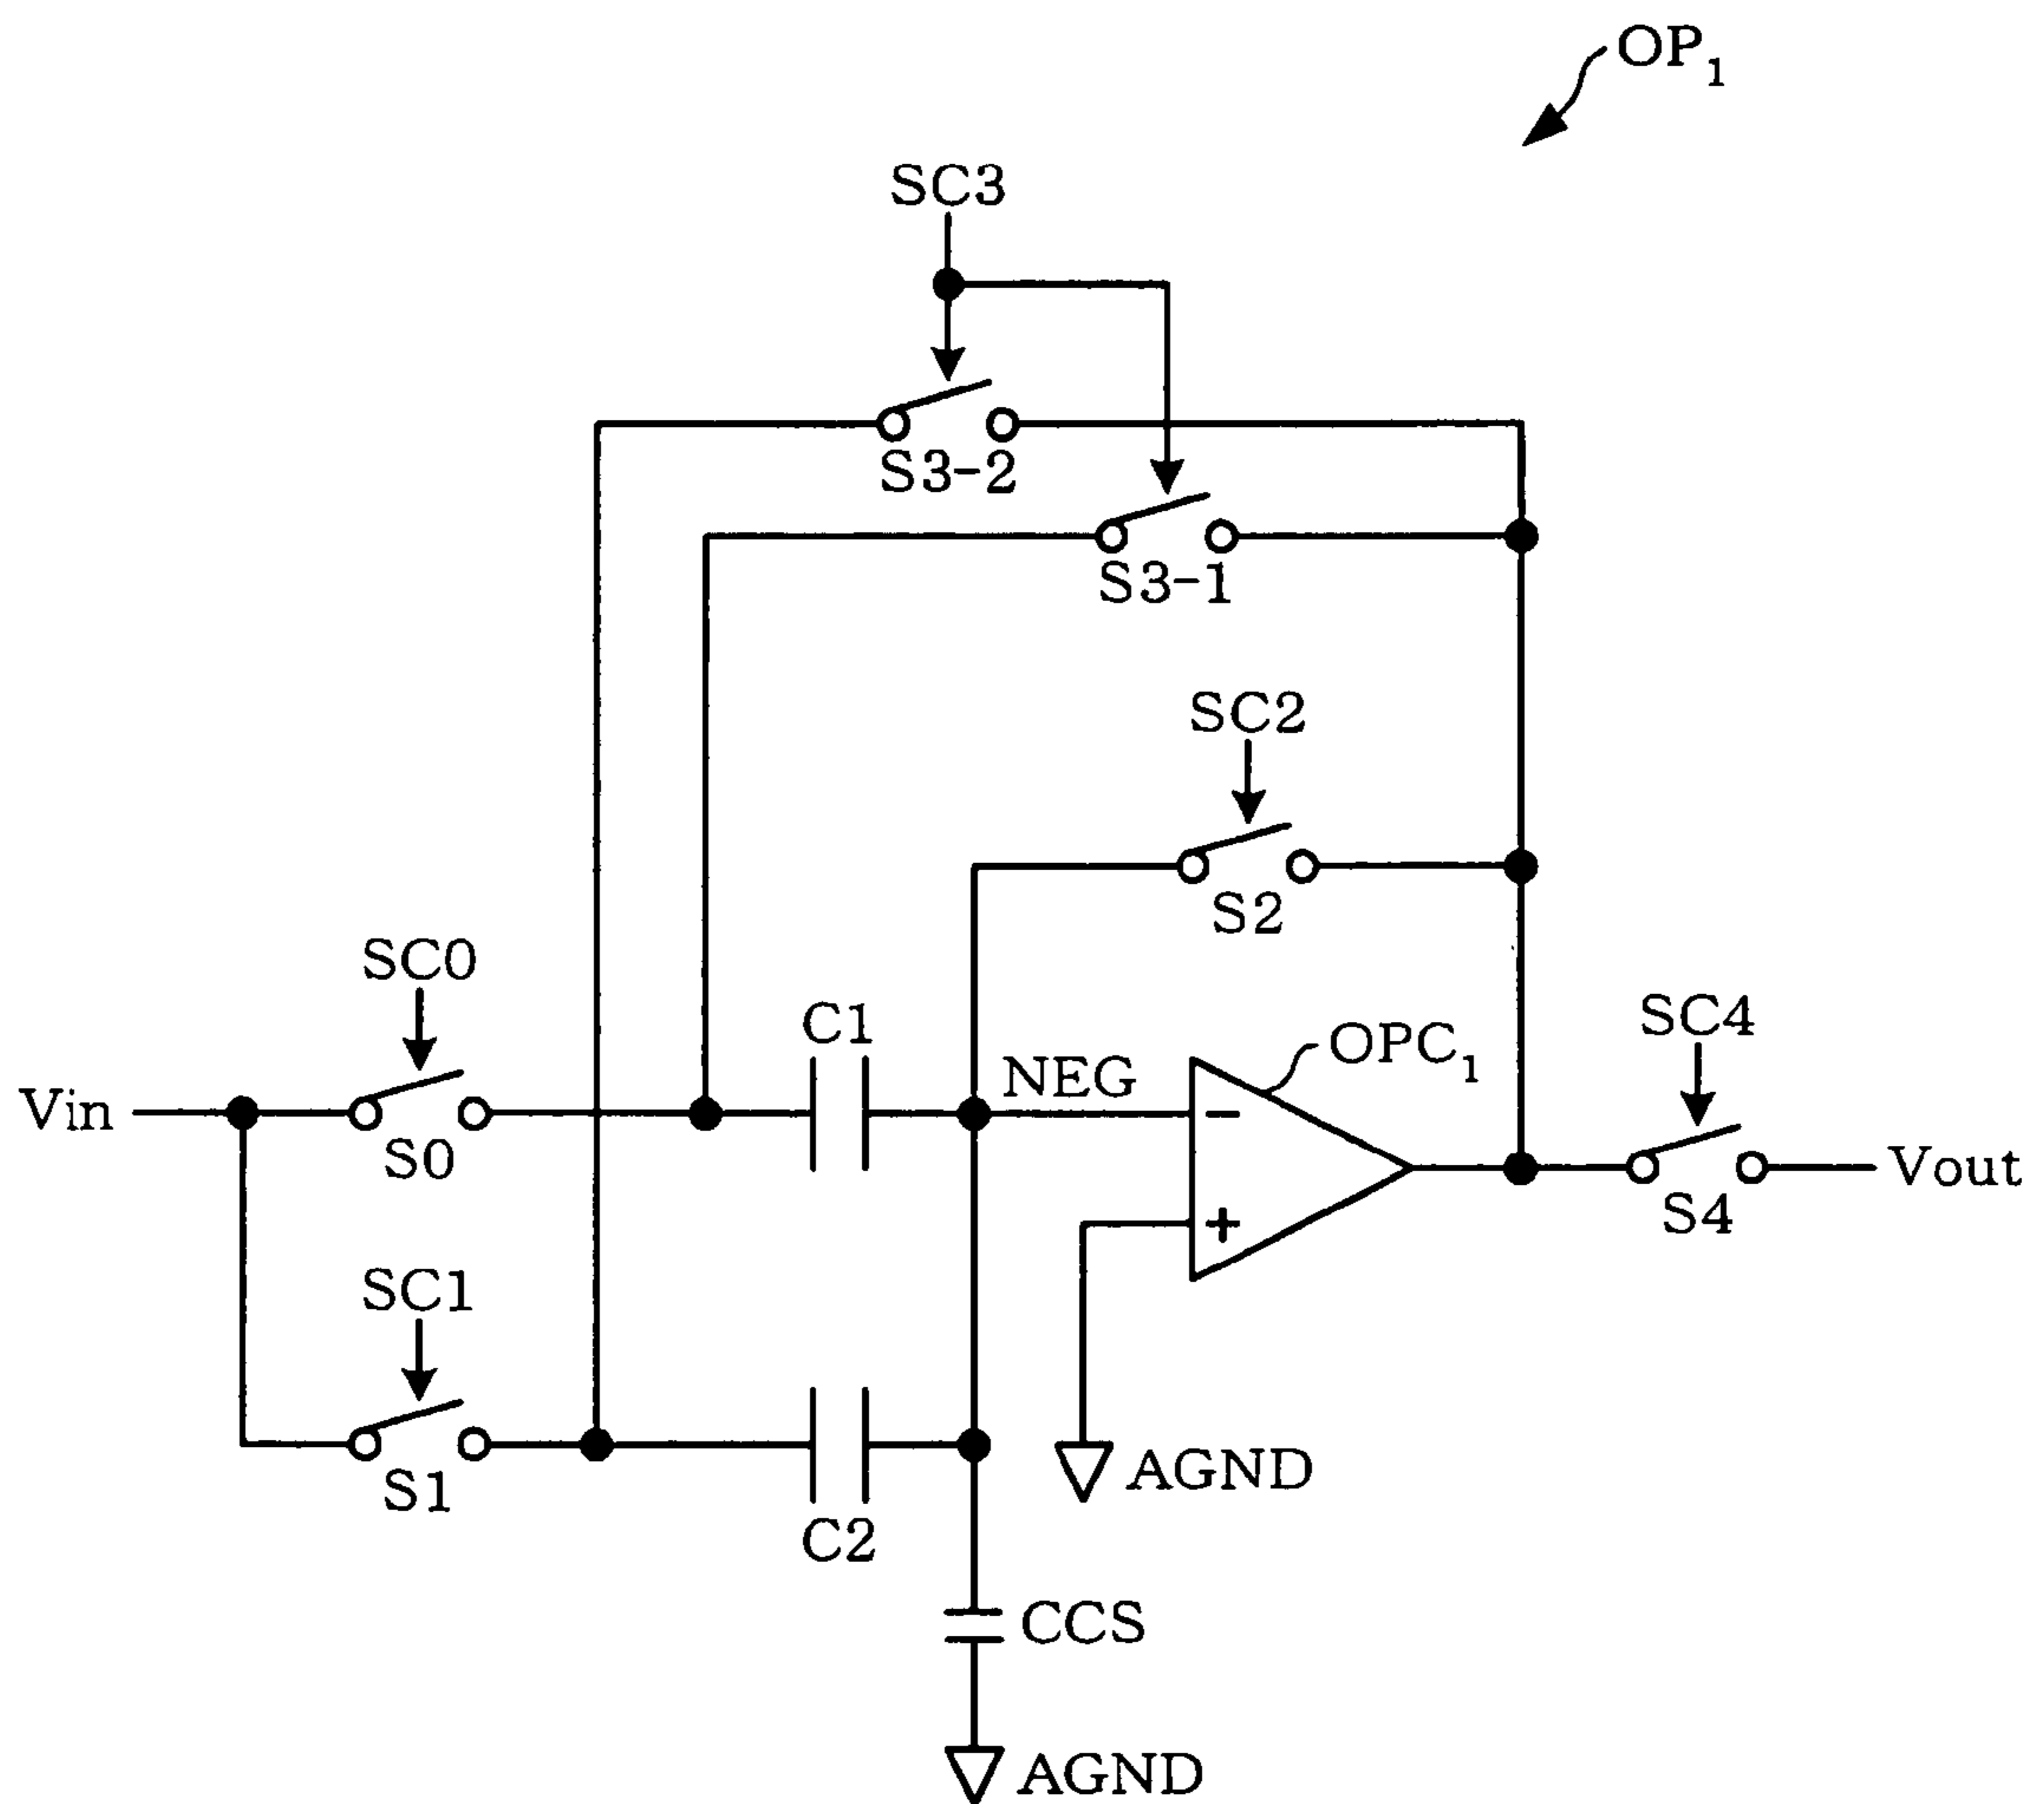 OP1
SC3
S3-2
S3-1
SC2
S2
SC0
C1
NEG
OPC1
SC4
Vin
S0
−
Vout
S4
+
SC1
S1
AGND
C2
CCS
AGND